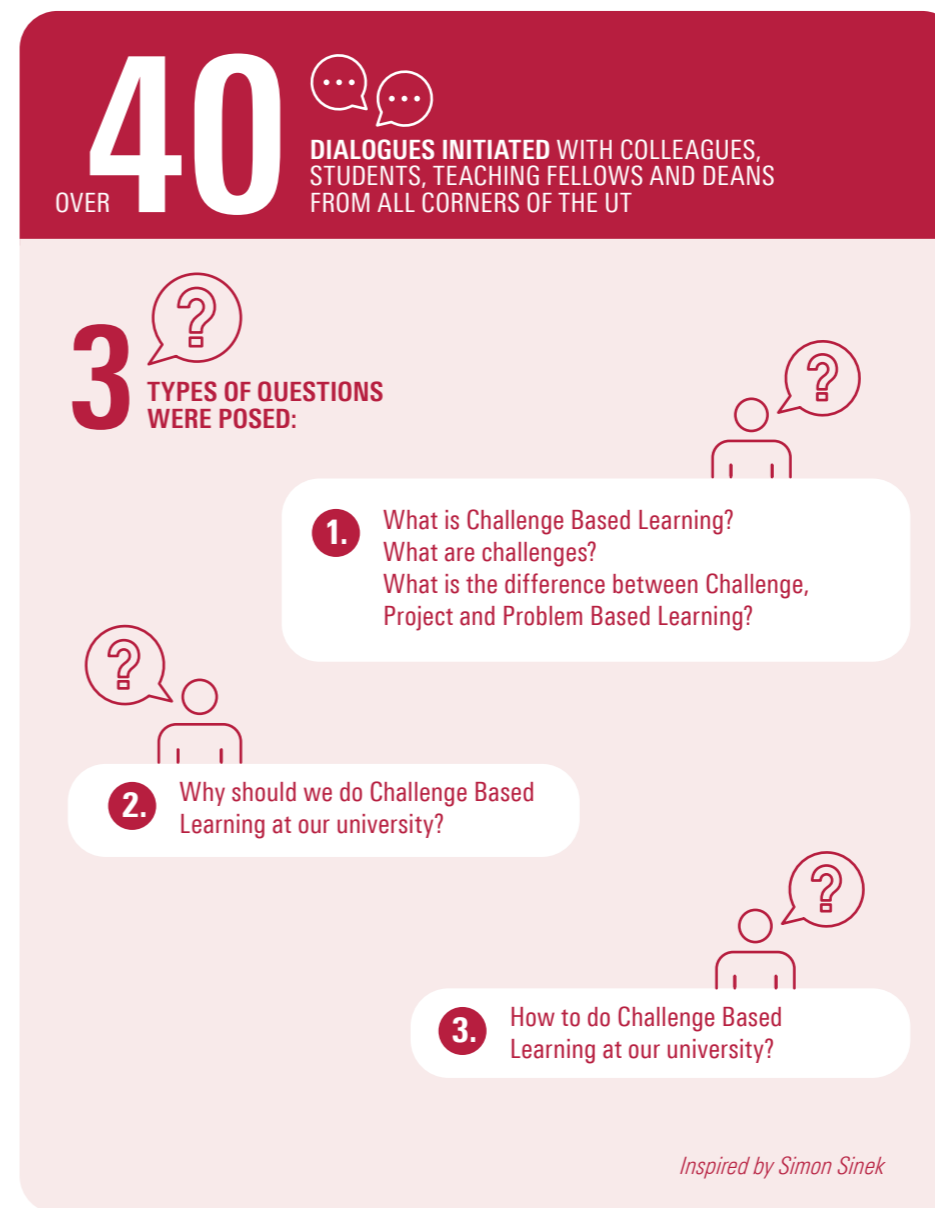 OVER 40
DIALOGUES INITIATED WITH COLLEAGUES,
STUDENTS, TEACHING FELLOWS AND DEANS
FROM ALL CORNERS OF THE UT
3 TYPES OF QUESTIONS
WERE POSED:
1. What is Challenge Based Learning?
What are challenges?
What is the difference between Challenge,
Project and Problem Based Learning?
2. Why should we do Challenge Based
Learning at our university?
3. How to do Challenge Based
Learning at our university?
Inspired by Simon Sinek